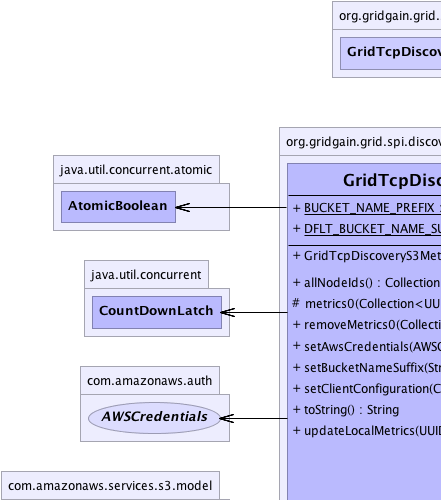 org.gridgain.grid.
GridTcpDiscov
org.gridgain.grid.spi.discov
java.util.concurrent.atomic
GridTcpDisc
AtomicBoolean
+ BUCKET_NAME_PREFIX :
+ DFLT_BUCKET_NAME_SU
+ GridTcpDiscoveryS3Met
java.util.concurrent
+ allNodeIds() : Collection
CountDownLatch
# metrics0(Collection<UU
+ removeMetrics0(Collecti
+ setAwsCredentials(AWSC
+ setBucketNameSuffix(Str
com.amazonaws.auth
+ setClientConfiguration(C
AWSCredentials
+ toString() : String
+ updateLocalMetrics(UUID
com.amazonaws.services.s3.model